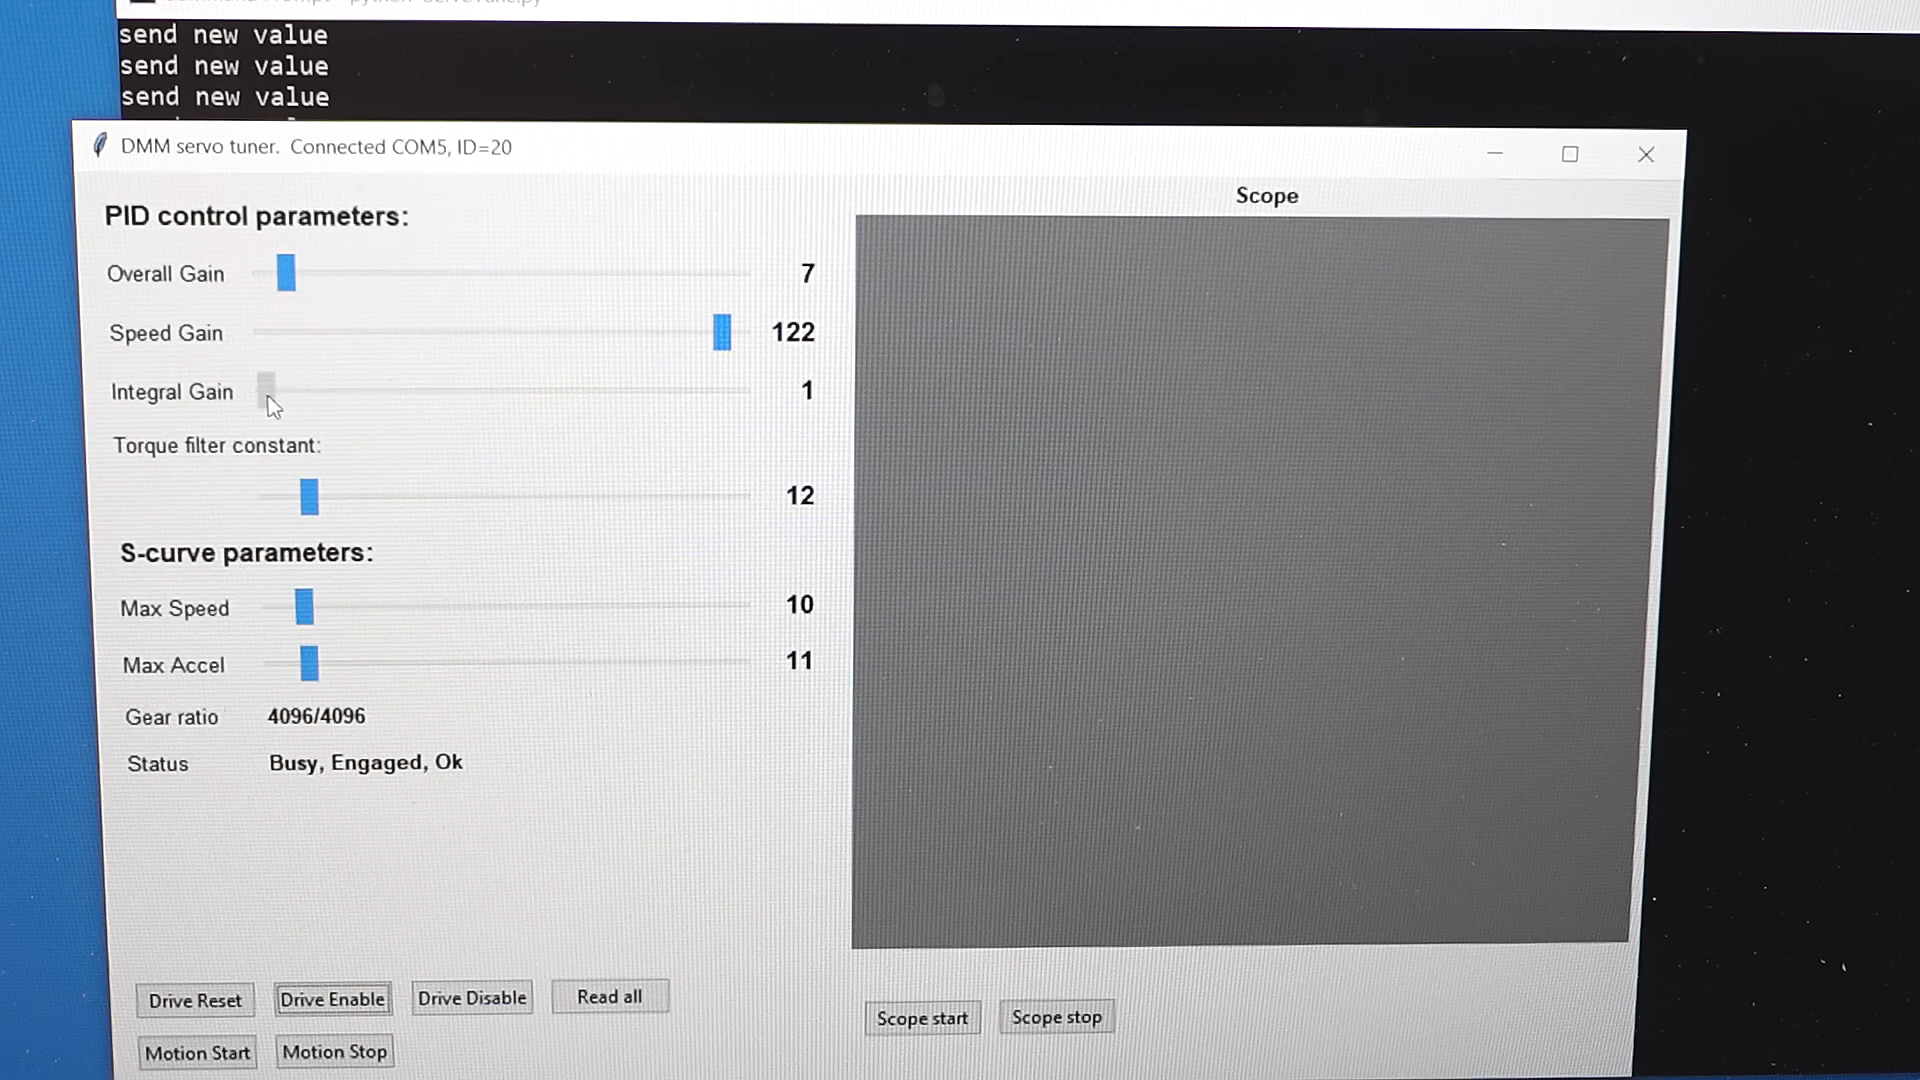 send new value
send new value
send new value
DMM servo tuner. Connected COM5, ID=20
PID control parameters:
Overall Gain 7
Speed Gain 122
Integral Gain 1
Torque filter constant:
12
S-curve parameters:
Max Speed 10
Max Accel 11
Gear ratio 4096/4096
Status Busy, Engaged, Ok
Drive Reset Drive Enable Drive Disable Read all
Motion Start Motion Stop
Scope
Scope start Scope stop